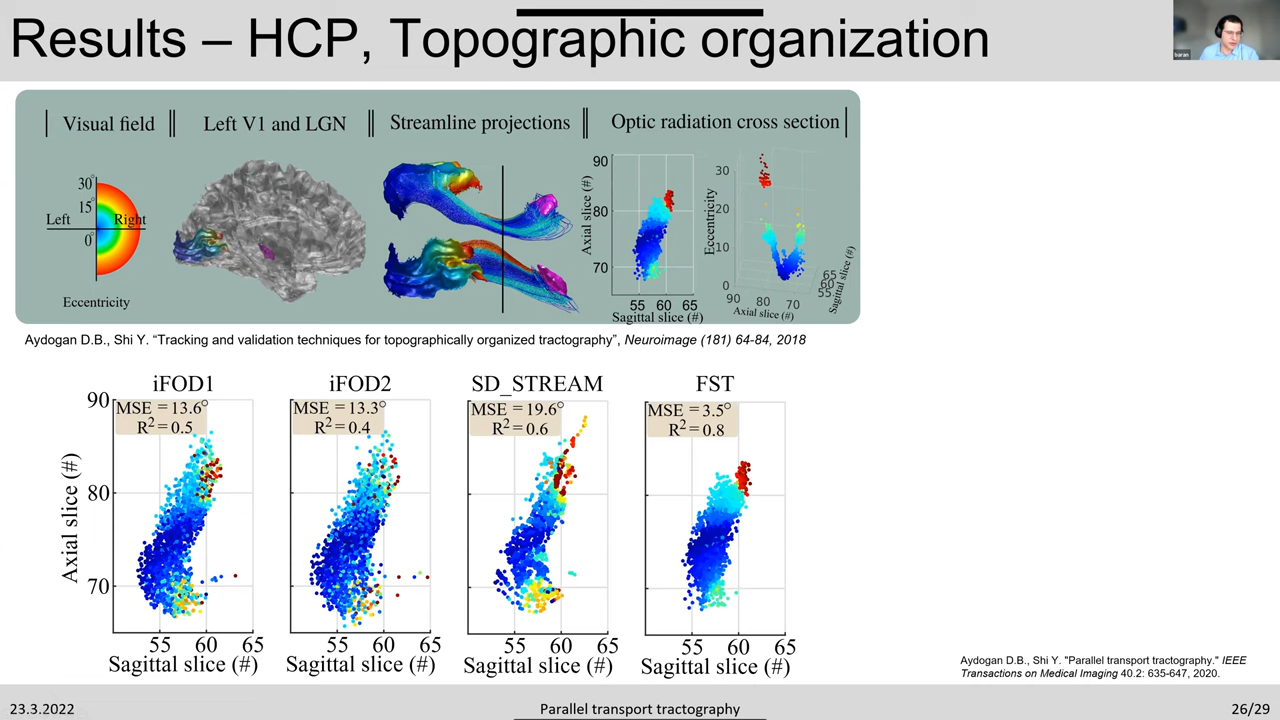 Results – HCP, Topographic organization
baran
Visual field
Left V1 and LGN
Streamline projections
Optic radiation cross section
30°
15°
0°
Left
Right
Eccentricity
90
80
70
Axial slice (#)
55 60 65
Sagittal slice (#)
30
20
10
0
Eccentricity
90 80 70
Axial slice (#)
65
60
55
Sagittal slice (#)
Aydogan D.B., Shi Y. “Tracking and validation techniques for topographically organized tractography”, Neuroimage (181) 64-84, 2018
iFOD1
MSE = 13.6°
R² = 0.5
90
80
70
Axial slice (#)
55 60 65
Sagittal slice (#)
iFOD2
MSE = 13.3°
R² = 0.4
55 60 65
Sagittal slice (#)
SD_STREAM
MSE = 19.6°
R² = 0.6
55 60 65
Sagittal slice (#)
FST
MSE = 3.5°
R² = 0.8
55 60 65
Sagittal slice (#)
Aydogan D.B., Shi Y. "Parallel transport tractography." IEEE
Transactions on Medical Imaging 40.2: 635-647, 2020.
23.3.2022
Parallel transport tractography
26/29